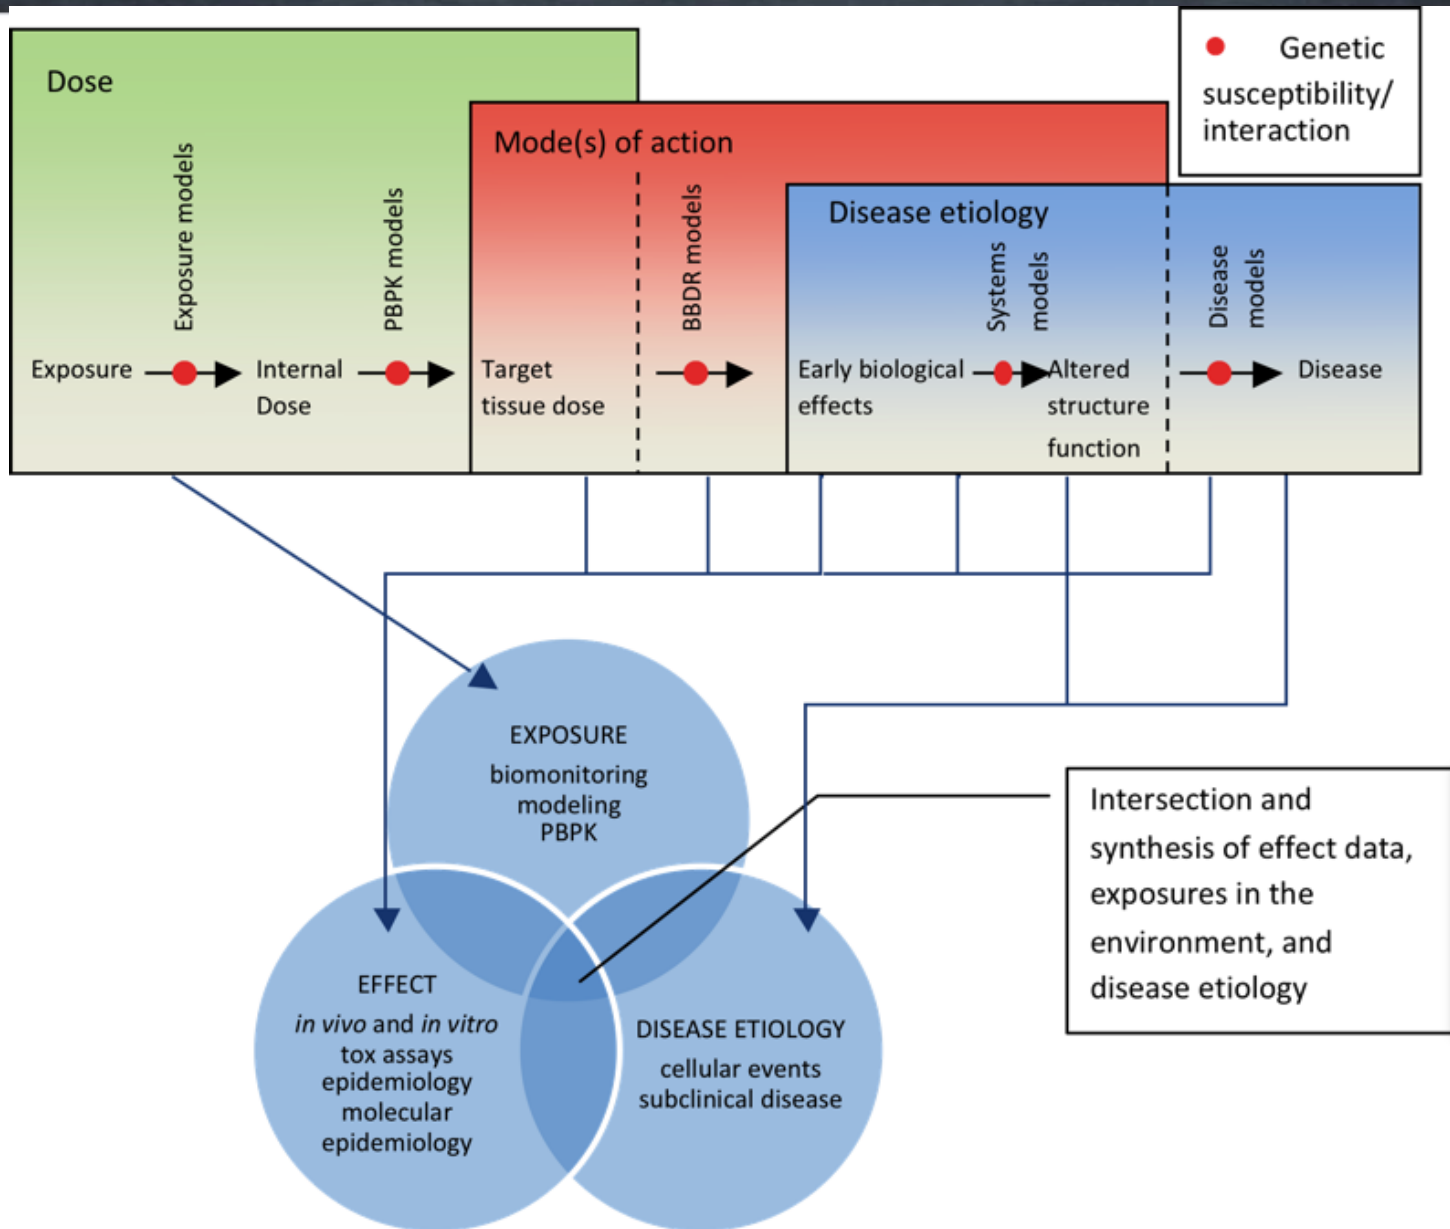 Dose
Exposure models
PBPK models
Exposure
Internal
Dose
Mode(s) of action
BBDR models
Target
tissue dose
Disease etiology
Systems
models
Disease
models
Early biological
effects
Altered
structure
function
Disease
Genetic
susceptibility/
interaction
EXPOSURE
biomonitoring
modeling
PBPK
EFFECT
in vivo and in vitro
tox assays
epidemiology
molecular
epidemiology
DISEASE ETIOLOGY
cellular events
subclinical disease
Intersection and
synthesis of effect data,
exposures in the
environment, and
disease etiology